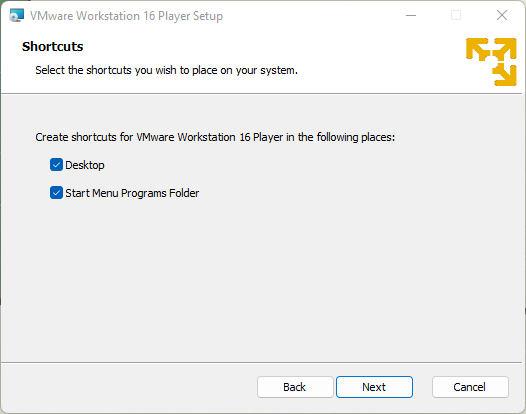 VMware Workstation 16 Player Setup
Shortcuts
Select the shortcuts you wish to place on your system.
Create shortcuts for VMware Workstation 16 Player in the following places:
Desktop
Start Menu Programs Folder
Back Next Cancel